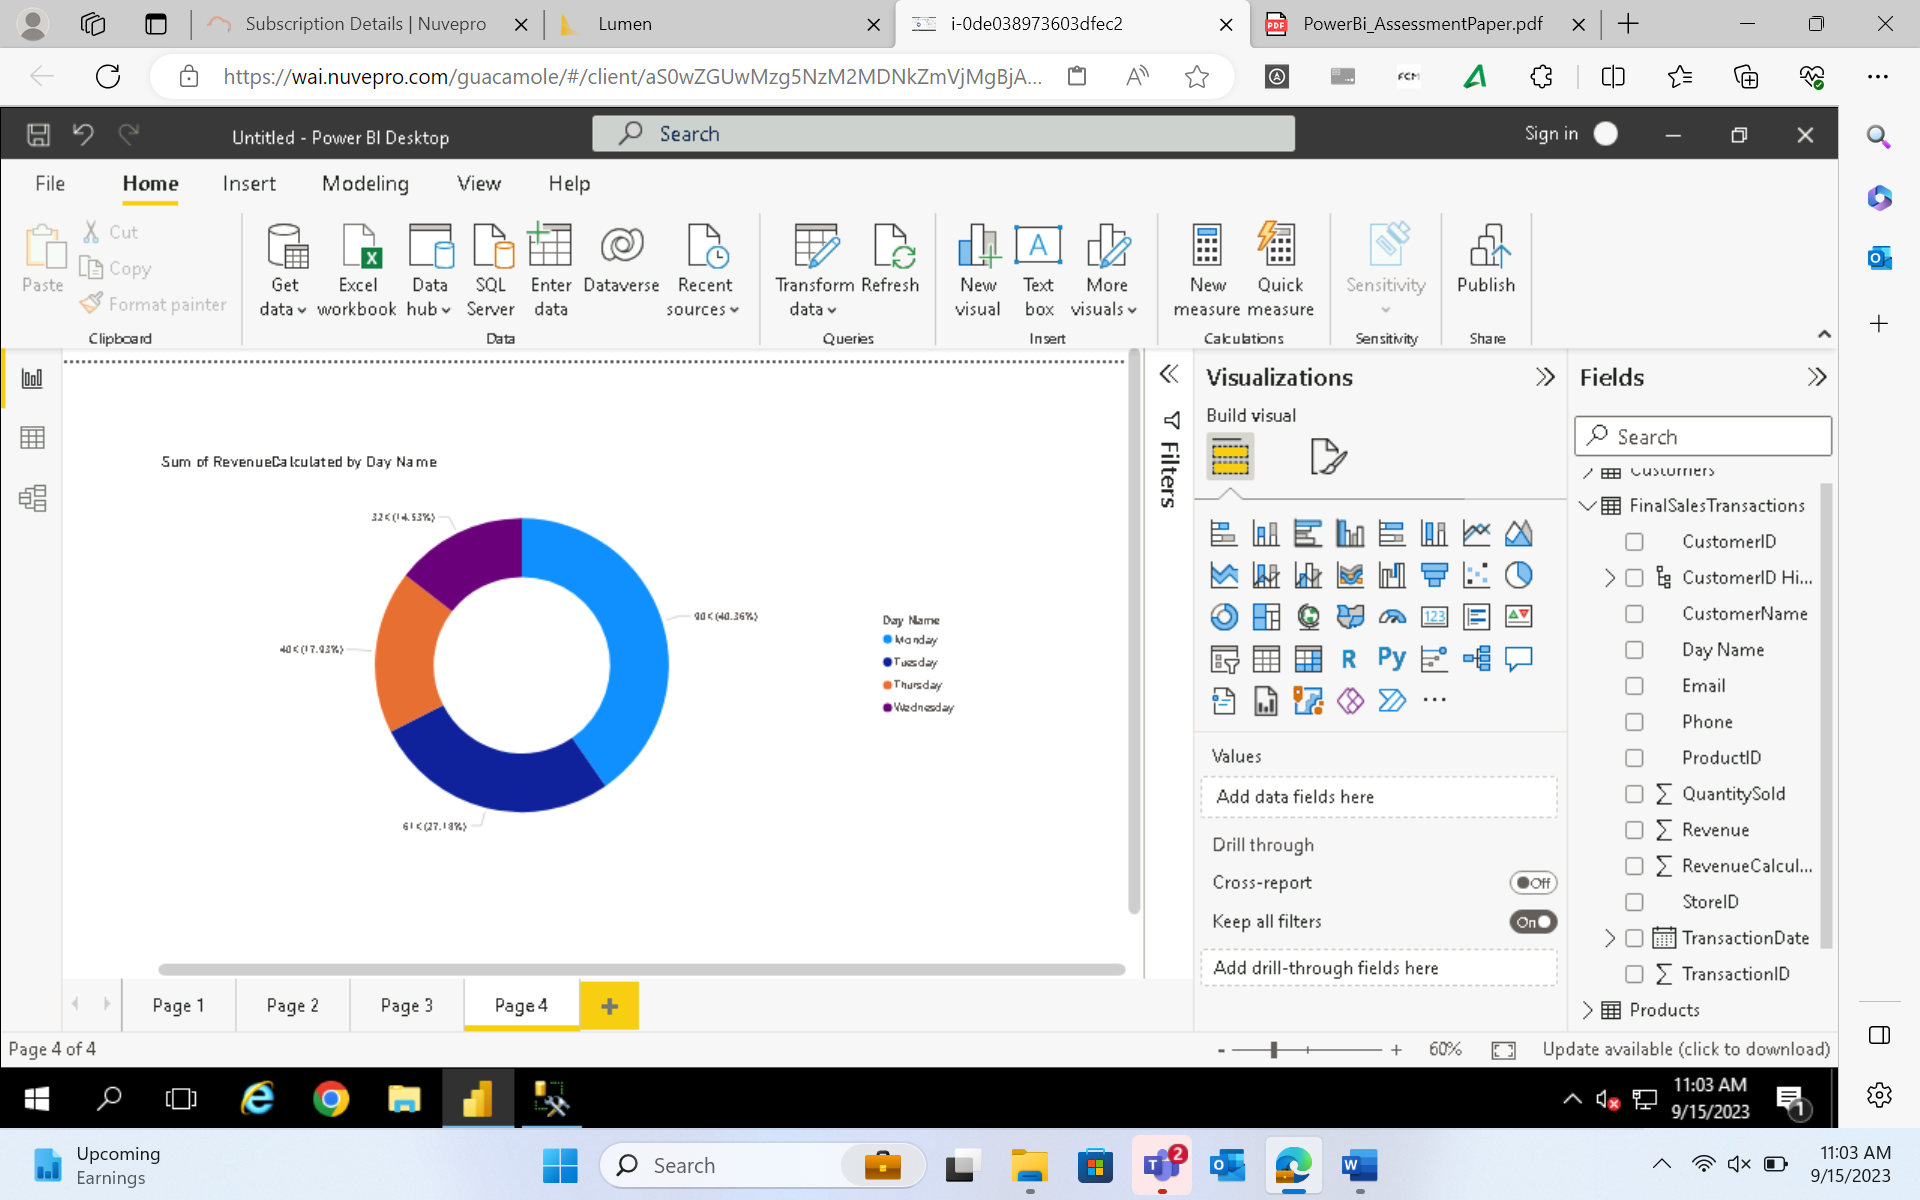 Subscription Details | Nuvepro
Lumen
i-0de038973603dfec2
PDF
PowerBi_AssessmentPaper.pdf
https://wai.nuvepro.com/guacamole/#/client/aS0wZGUwMzg5NzM2MDNkZmVjMgBjA...
FCM
Untitled - Power BI Desktop
Search
Sign in
File
Home
Insert
Modeling
View
Help
Paste
Cut
Copy
Format painter
Clipboard
Get data
Excel workbook
Data hub
SQL Server
Enter data
Dataverse
Recent sources
Data
Transform data
Refresh
Queries
New visual
Text box
More visuals
Insert
New measure
Quick measure
Calculations
Sensitivity
Sensitivity
Publish
Share
Sum of RevenueCalculated by Day Name
32K (14.53%)
90K (40.36%)
40K (17.93%)
61K (27.18%)
Day Name
Monday
Tuesday
Thursday
Wednesday
Filters
Visualizations
Build visual
123
R
Py
Values
Add data fields here
Drill through
Cross-report
Off
Keep all filters
On
Add drill-through fields here
Fields
Search
Customers
FinalSalesTransactions
CustomerID
CustomerID Hi...
CustomerName
Day Name
Email
Phone
ProductID
QuantitySold
Revenue
RevenueCalcul...
StoreID
TransactionDate
TransactionID
Products
Page 1
Page 2
Page 3
Page 4
Page 4 of 4
- + 60%
Update available (click to download)
11:03 AM
9/15/2023
1
Upcoming
Earnings
Search
2
11:03 AM
9/15/2023